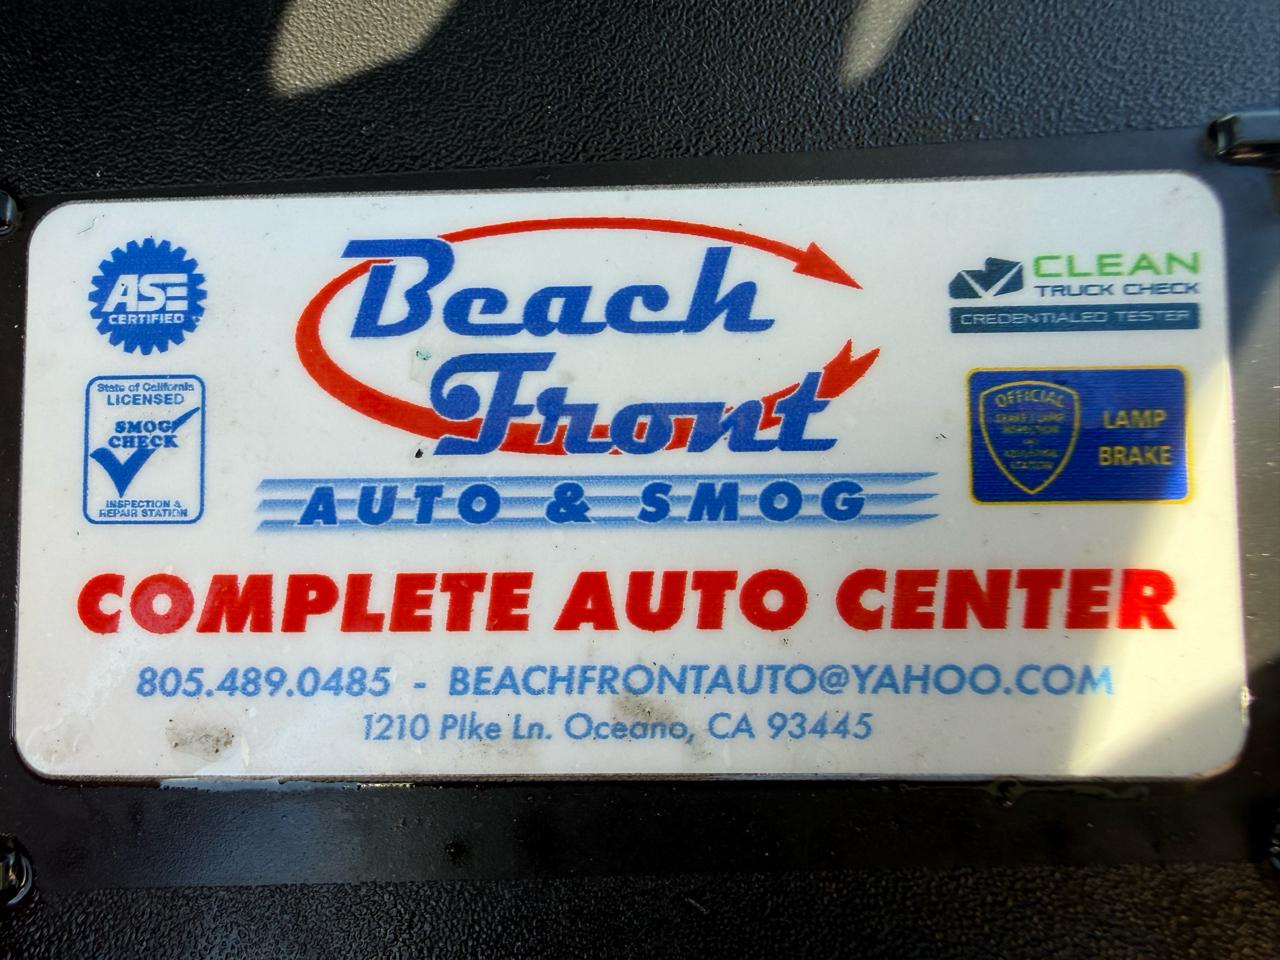 ASE
CERTIFIED
Beach
Front
AUTO & SMOG
CLEAN
TRUCK CHECK
CREDENTIALED TESTER
State of California
LICENSED
SMOG
CHECK
INSPECTION &
REPAIR STATION
OFFICIAL
STATION
LAMP
BRAKE
COMPLETE AUTO CENTER
805.489.0485 - BEACHFRONTAUTO@YAHOO.COM
1210 PIke Ln. Oceano, CA 93445